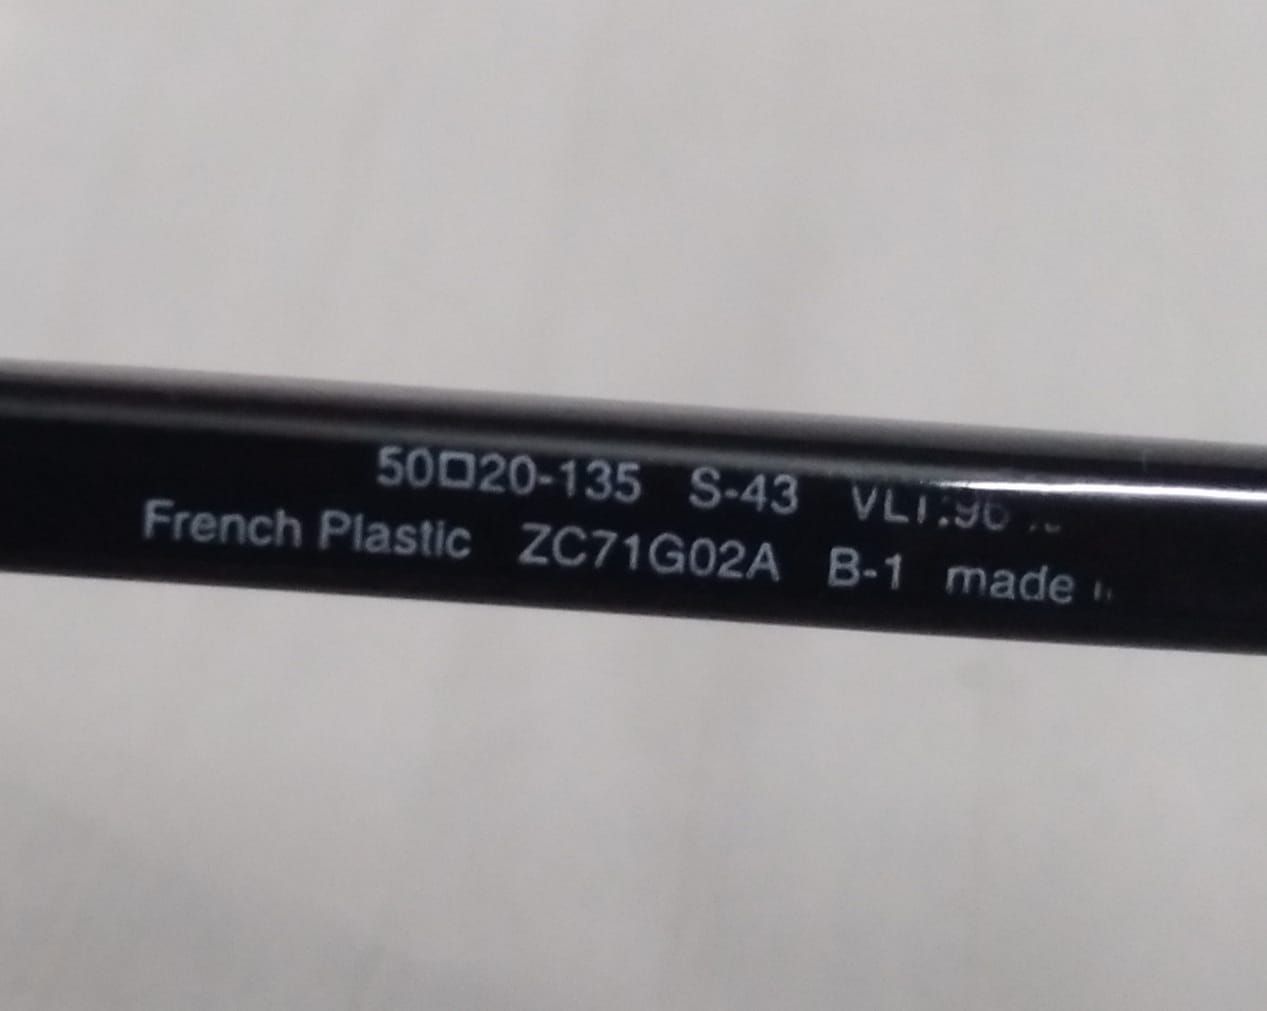 50□20-135 S-43
French Plastic ZC71G02A B-1 made